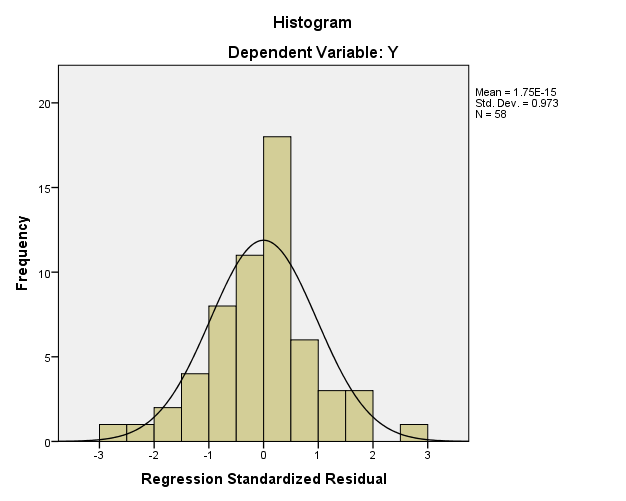 Histogram
Dependent Variable: Y
Mean = 1.75E-15
Std. Dev. = 0.973
N = 58
Frequency
20
15
10
5
0
-3 -2 -1 0 1 2 3
Regression Standardized Residual